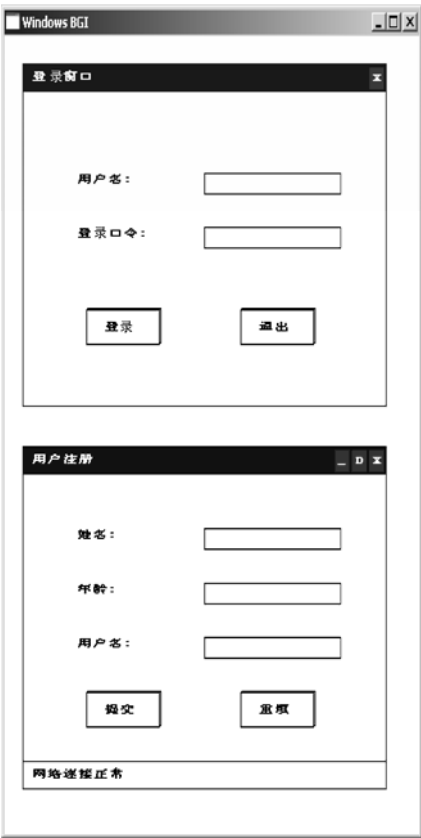 Windows BGI
登录窗口 X
用户名：
登录口令：
登录 退出
用户注册 _ D X
姓名：
年龄：
用户名：
提交 重填
网络连接正常